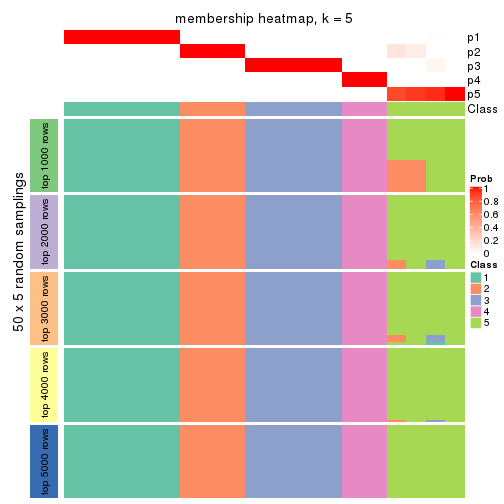 membership heatmap, k = 5
p1
p2
p3
p4
p5
Class
50 x 5 random samplings
top 1000 rows
top 2000 rows
top 3000 rows
top 4000 rows
top 5000 rows
Prob
1
0.8
0.6
0.4
0.2
0
Class
1
2
3
4
5